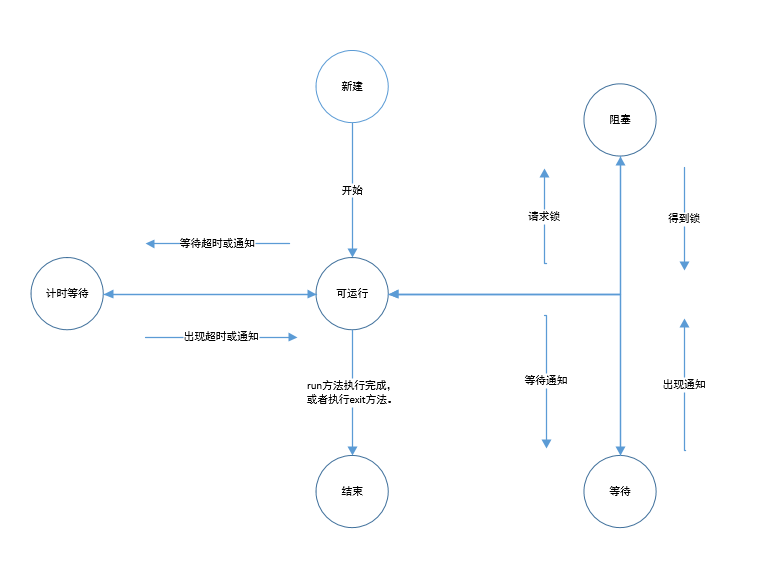 新建
阻塞
开始
请求锁
得到锁
等待超时或通知
计时等待
可运行
出现超时或通知
run方法执行完成，
或者执行exit方法。
等待通知
出现通知
结束
等待